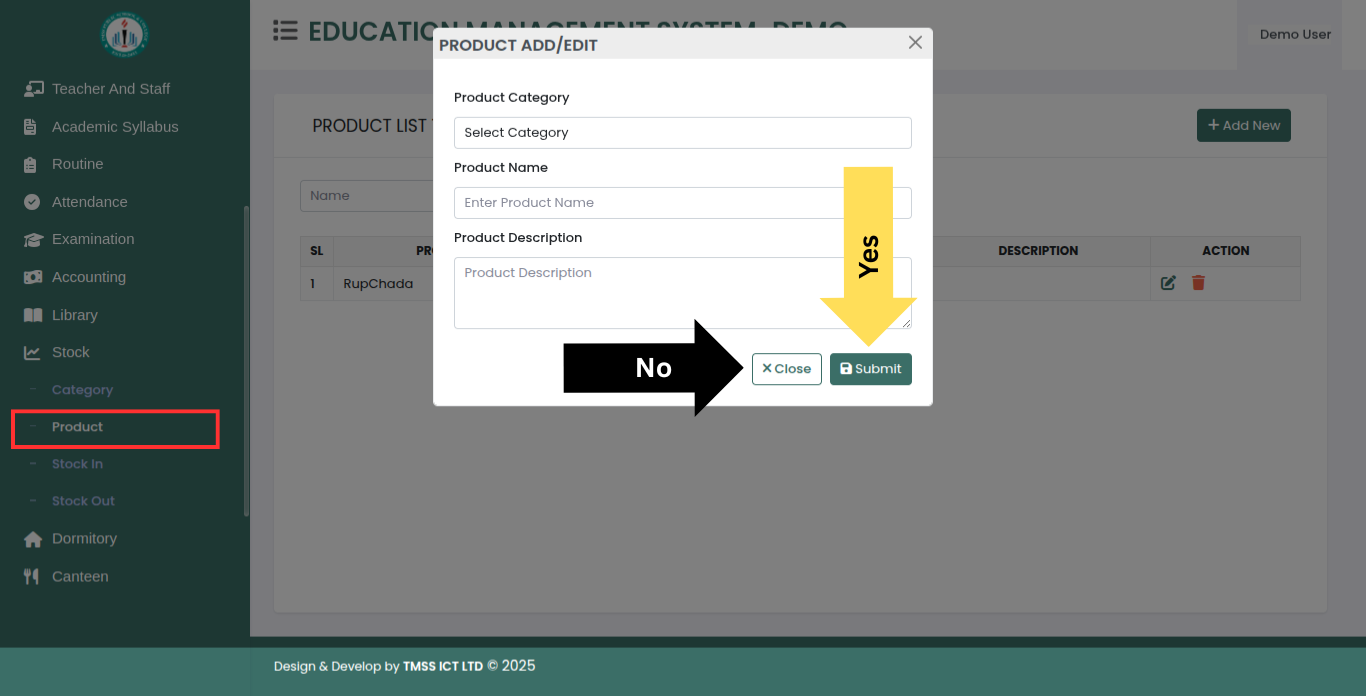 EDUCATION MANAGEMENT SYSTEM - DEMO
Demo User
Teacher And Staff
Academic Syllabus
Routine
Attendance
Examination
Accounting
Library
Stock
- Category
- Product
- Stock In
- Stock Out
Dormitory
Canteen
PRODUCT LIST
+ Add New
Name
SL
DESCRIPTION
ACTION
1
RupChada
PRODUCT ADD/EDIT
Product Category
Select Category
Product Name
Enter Product Name
Product Description
Product Description
Yes
No
Close
Submit
Design & Develop by TMSS ICT LTD © 2025